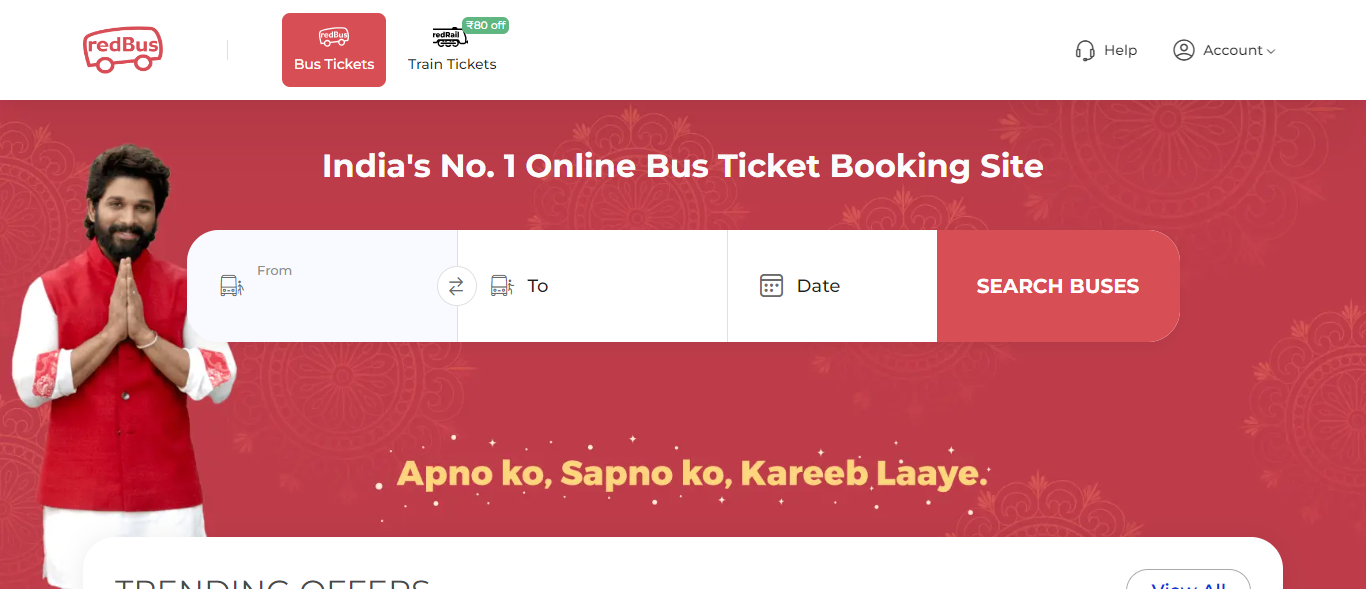 redBus
redBus
Bus Tickets
redRail
₹80 off
Train Tickets
Help
Account
India's No. 1 Online Bus Ticket Booking Site
From
To
Date
SEARCH BUSES
Apno ko, Sapno ko, Kareeb Laaye.
TRENDING OFFERS
View All